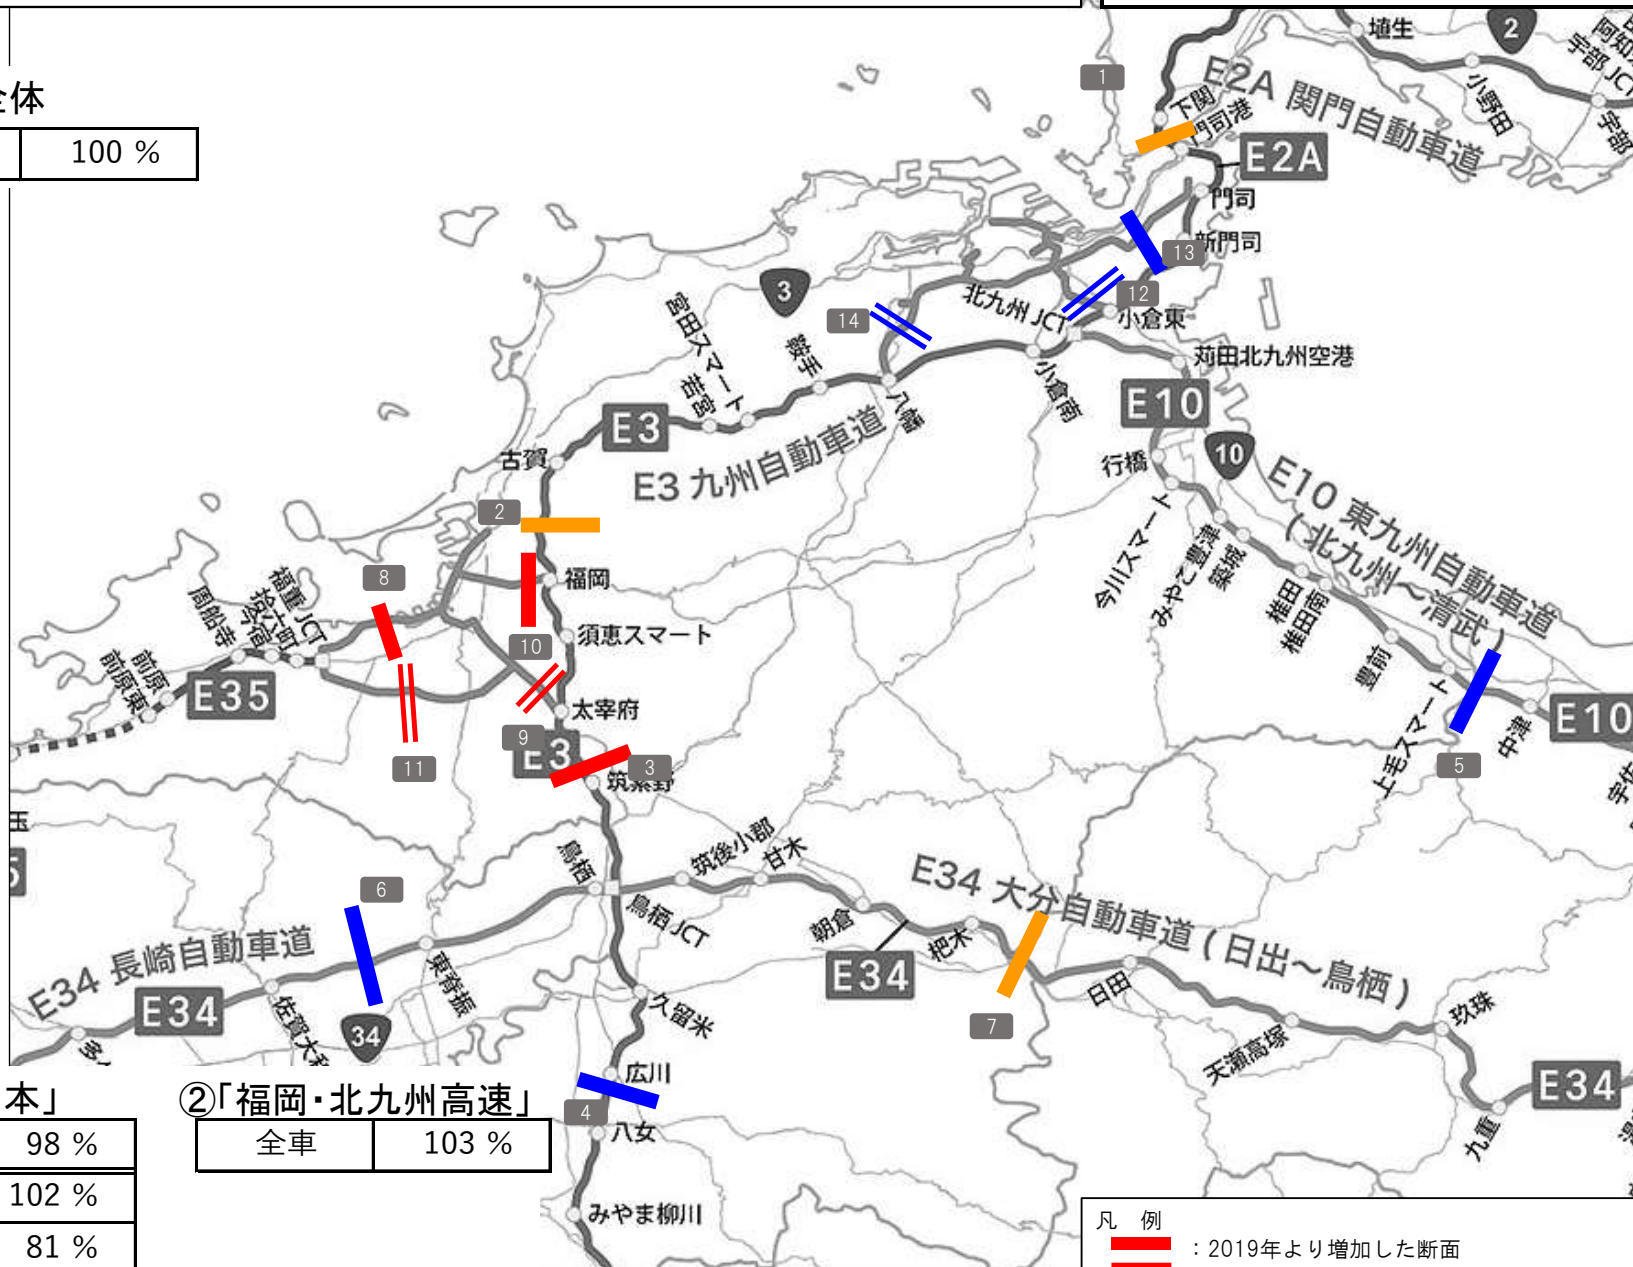 全体
100 %
1
埴生
2
宇部 JCT
小野田
宇部
E2A 関門自動車道
下関
門司港
E2A
門司
新門司
13
12
小倉東
北九州 JCT
3
14
宮田スマート
若宮
鞍手
八幡
小倉南
苅田北九州空港
E10
E3
E3 九州自動車道
古賀
行橋
10
E10 東九州自動車道
( 北九州～清武 )
今川スマート
みやこ豊津
築城
椎田
椎田南
豊前
上毛スマート
中津
E10
5
2
8
福岡
福重 JCT
拾六町
今宿
周船寺
前原
前原東
10
須恵スマート
E35
太宰府
9
E3
3
筑紫野
11
玉
5
6
鳥栖
筑後小郡
甘木
鳥栖 JCT
朝倉
杷木
E34 大分自動車道 ( 日出～鳥栖 )
E34 長崎自動車道
東脊振
E34
E34
日田
久留米
34
佐賀大和
7
天瀬高塚
玖珠
広川
4
八女
九重
E34
みやま柳川
本」
98 %
102 %
81 %
②「福岡・北九州高速」
全車 103 %
凡 例
：2019年より増加した断面